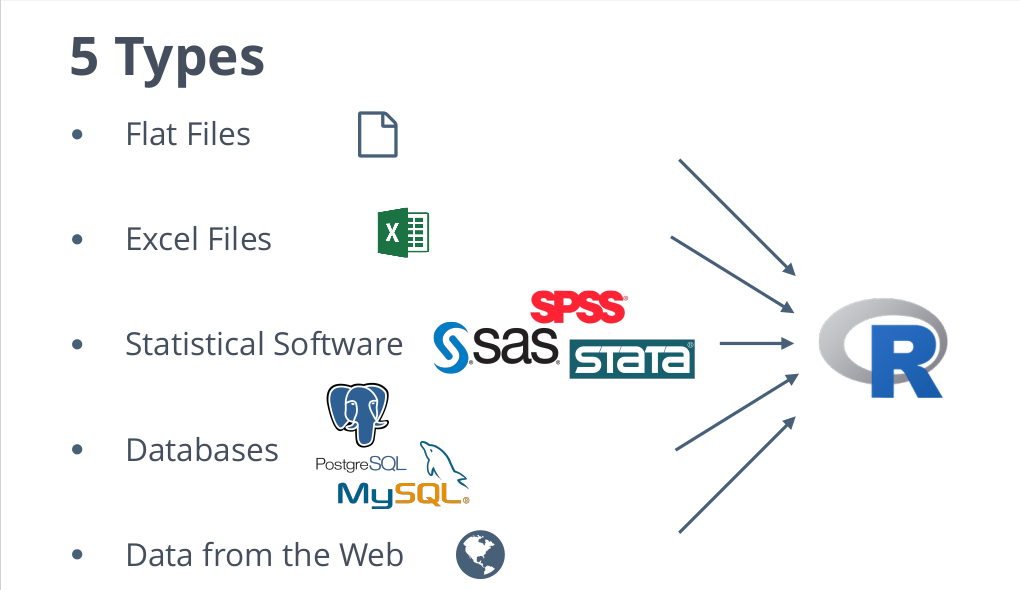 5 Types
• Flat Files
X
• Excel Files
SPSS®
• Statistical Software
sas®
STATA®
• Databases
PostgreSQL
MySQL®
• Data from the Web
R